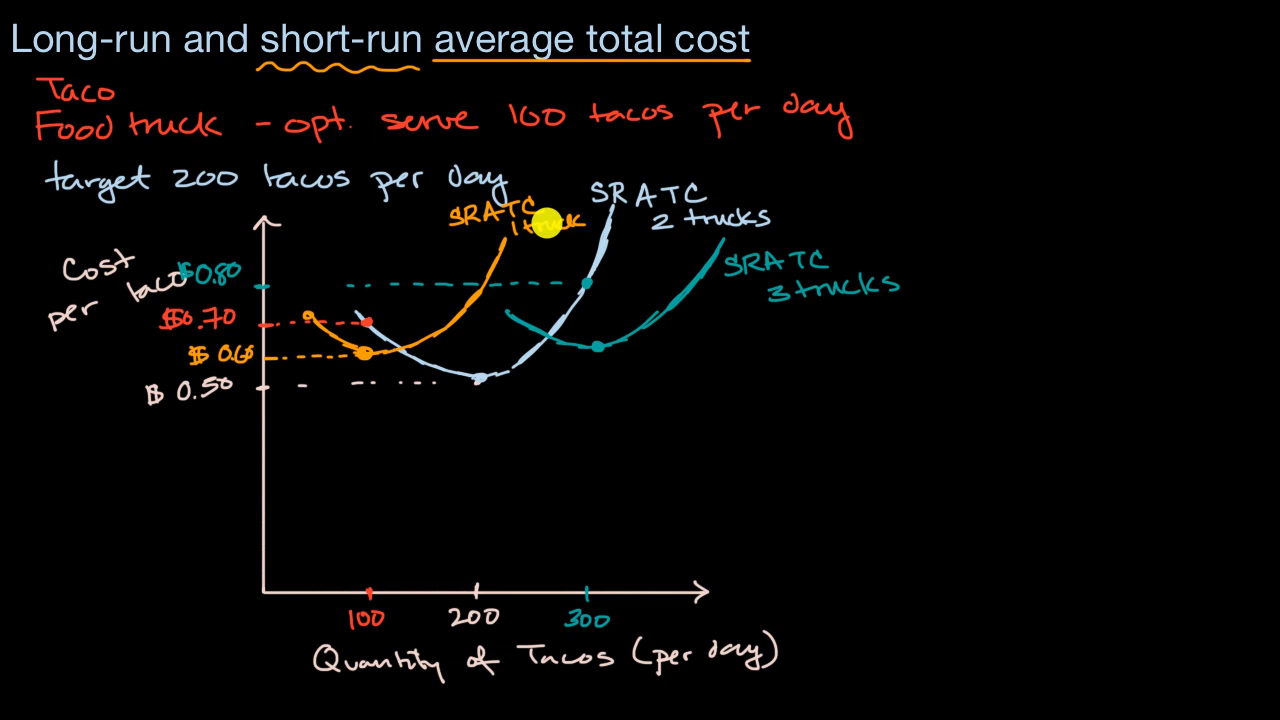 Long-run and short-run average total cost
Taco
Food truck - opt. serve 100 tacos per day
target 200 tacos per day
SRATC
1 truck
SRATC
2 trucks
SRATC
3 trucks
Cost
per taco
$0.80
$0.70
$0.60
$0.50
100
200
300
Quantity of Tacos (per day)